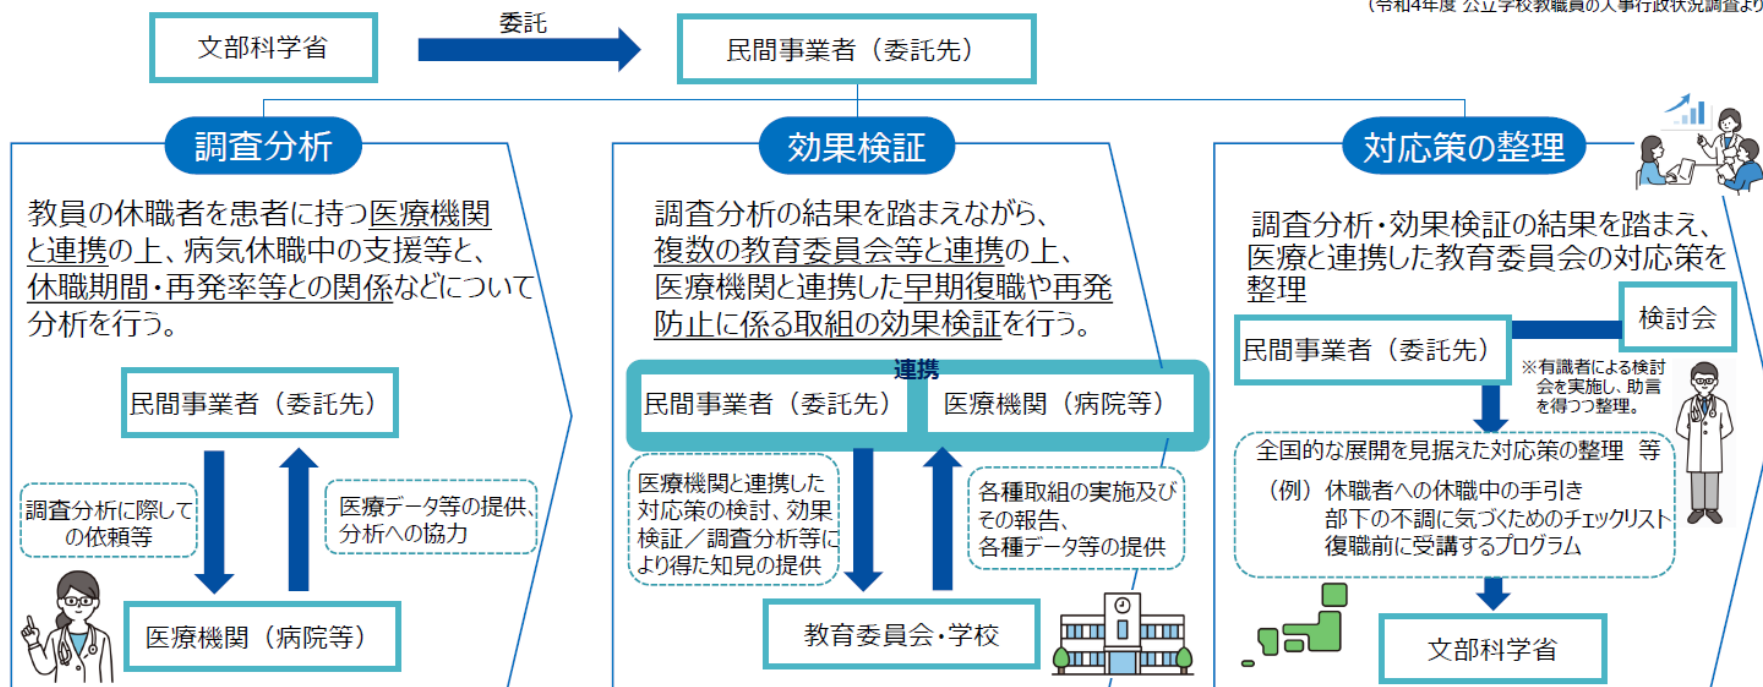 (令和4年度 公立学校教職員の人事行政状況調査より
文部科学省
委託
民間事業者（委託先）
調査分析
教員の休職者を患者に持つ医療機関
と連携の上、病気休職中の支援等と、
休職期間・再発率等との関係などについて
分析を行う。
民間事業者（委託先）
調査分析に際して
の依頼等
医療データ等の提供、
分析への協力
医療機関（病院等）
効果検証
調査分析の結果を踏まえながら、
複数の教育委員会等と連携の上、
医療機関と連携した早期復職や再発
防止に係る取組の効果検証を行う。
連携
民間事業者（委託先）
医療機関（病院等）
医療機関と連携した
対応策の検討、効果
検証／調査分析等に
より得た知見の提供
各種取組の実施及び
その報告、
各種データ等の提供
教育委員会・学校
対応策の整理
調査分析・効果検証の結果を踏まえ、
医療と連携した教育委員会の対応策を
整理
検討会
民間事業者（委託先）
※有識者による検討
会を実施し、助言
を得つつ整理。
全国的な展開を見据えた対応策の整理 等
（例）休職者への休職中の手引き
部下の不調に気づくためのチェックリスト
復職前に受講するプログラム
文部科学省